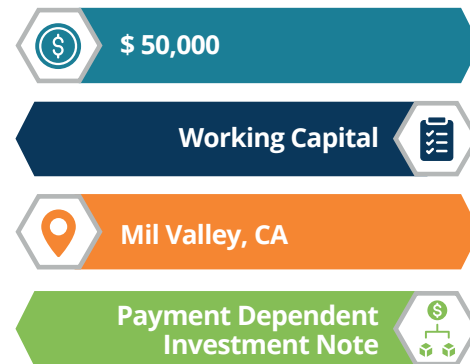 $ 50,000
Working Capital
Mil Valley, CA
Payment Dependent
Investment Note